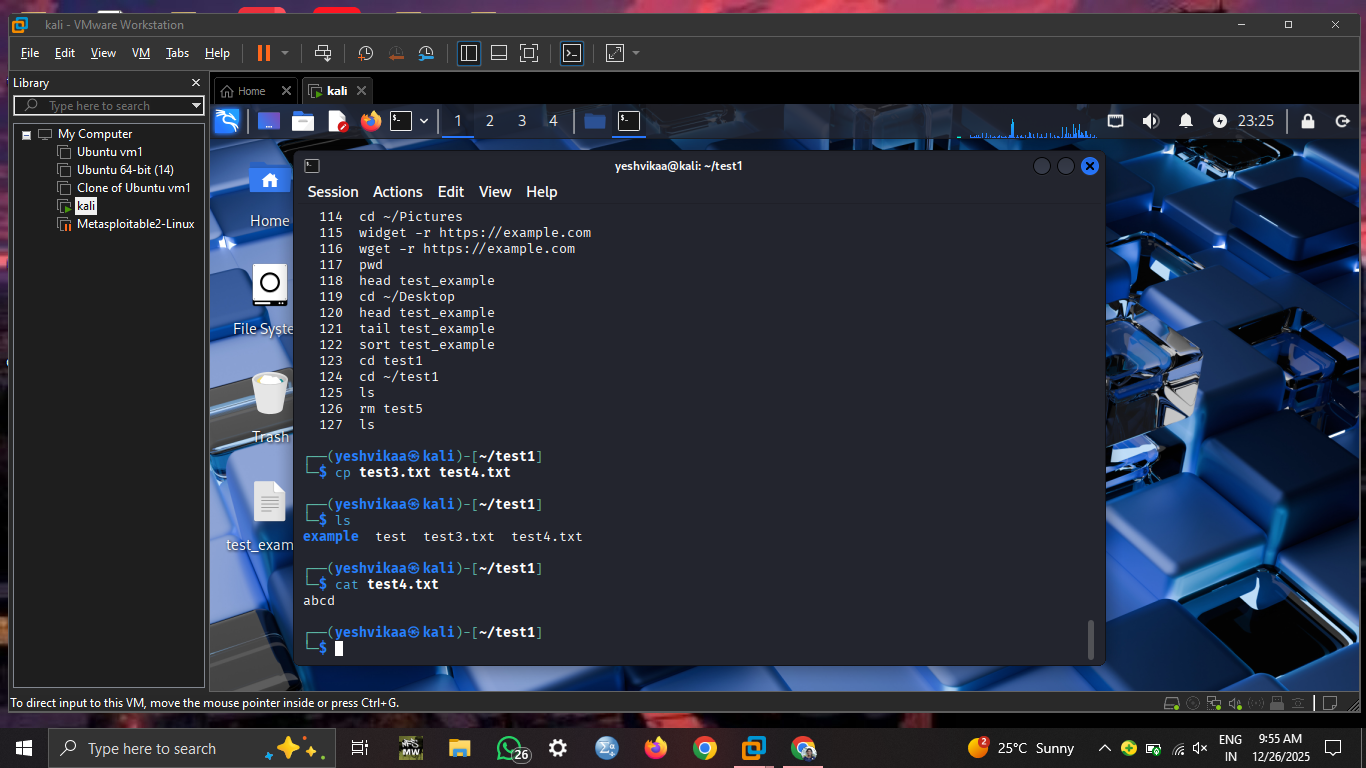 kali - VMware Workstation
File Edit View VM Tabs Help
Library
Type here to search
My Computer
Ubuntu vm1
Ubuntu 64-bit (14)
Clone of Ubuntu vm1
kali
Metasploitable2-Linux
Home
kali
1 2 3 4
23:25
Home
File Syste
Trash
test_exam
yeshvikaa@kali: ~/test1
Session Actions Edit View Help
114 cd ~/Pictures
115 widget -r https://example.com
116 wget -r https://example.com
117 pwd
118 head test_example
119 cd ~/Desktop
120 head test_example
121 tail test_example
122 sort test_example
123 cd test1
124 cd ~/test1
125 ls
126 rm test5
127 ls
┌──(yeshvikaa㉿kali)-[~/test1]
└─$ cp test3.txt test4.txt
┌──(yeshvikaa㉿kali)-[~/test1]
└─$ ls
example test test3.txt test4.txt
┌──(yeshvikaa㉿kali)-[~/test1]
└─$ cat test4.txt
abcd
┌──(yeshvikaa㉿kali)-[~/test1]
└─$
To direct input to this VM, move the mouse pointer inside or press Ctrl+G.
Type here to search
MW
26
2
25°C Sunny
ENG
IN
9:55 AM
12/26/2025